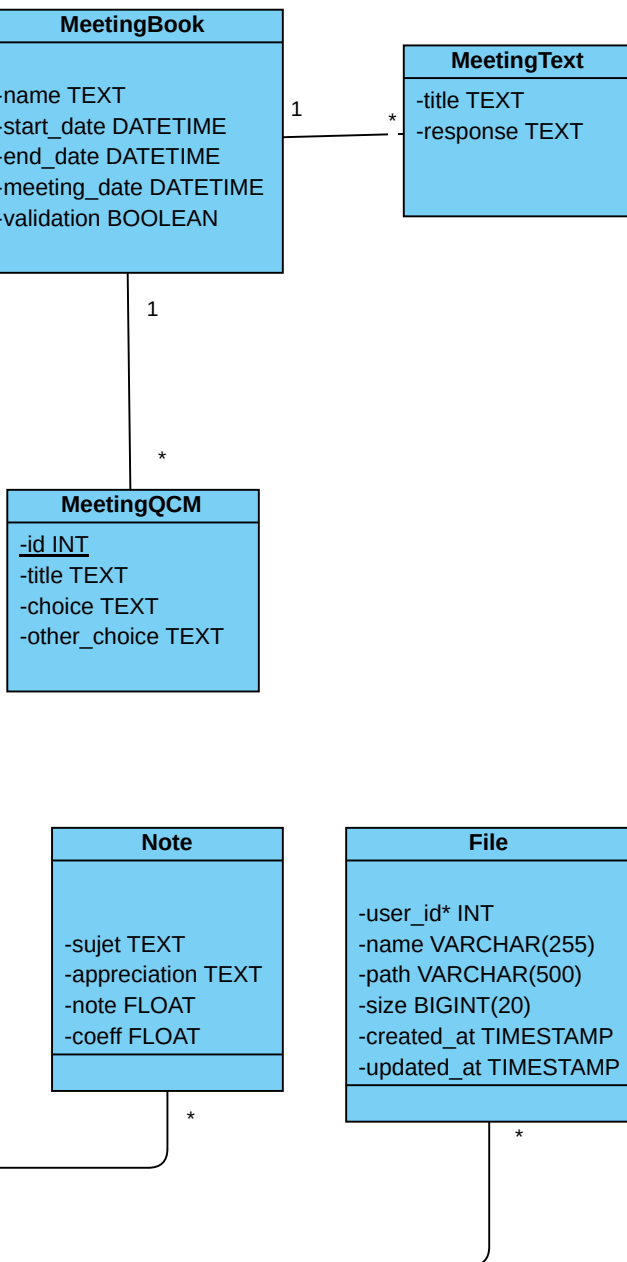 MeetingBook
-name TEXT
-start_date DATETIME
-end_date DATETIME
-meeting_date DATETIME
-validation BOOLEAN
1
*
MeetingText
-title TEXT
-response TEXT
1
*
MeetingQCM
-id INT
-title TEXT
-choice TEXT
-other_choice TEXT
Note
-sujet TEXT
-appreciation TEXT
-note FLOAT
-coeff FLOAT
*
File
-user_id* INT
-name VARCHAR(255)
-path VARCHAR(500)
-size BIGINT(20)
-created_at TIMESTAMP
-updated_at TIMESTAMP
*